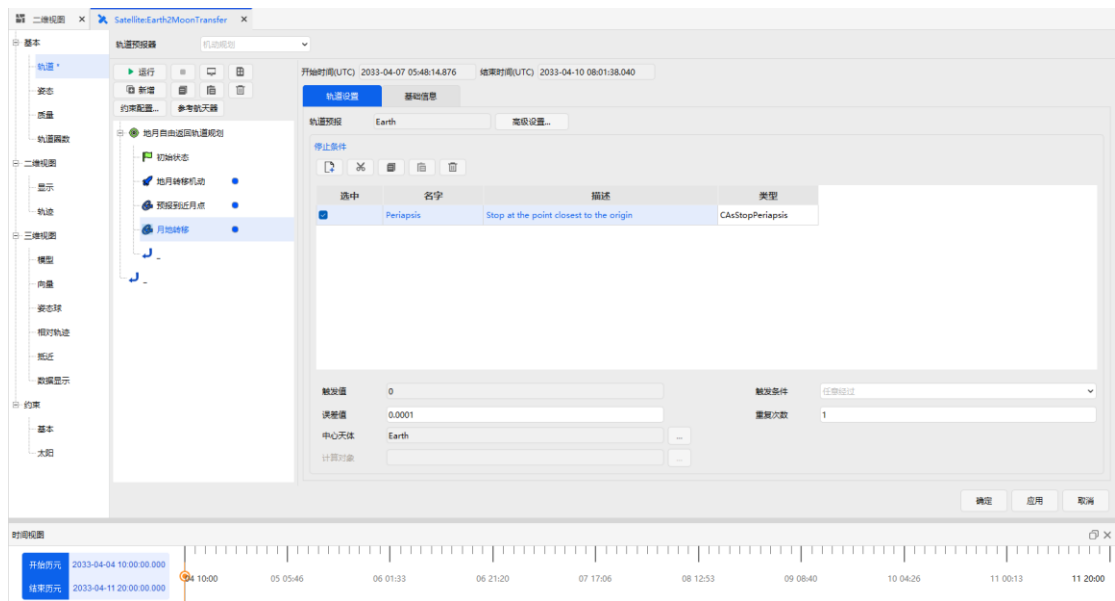 二维视图 × Satellite:Earth2MoonTransfer ×
基本
轨道 *
姿态
质量
轨道圈数
二维视图
显示
轨迹
三维视图
模型
向量
姿态球
相对轨迹
抵近
数据显示
约束
基本
太阳
轨道预报器 机动规划
运行
新增
约束配置... 参考航天器
地月自由返回轨道规划
初始状态
地月转移机动
预报到近月点
月地转移
-
-
开始时间(UTC) 2033-04-07 05:48:14.876 结束时间(UTC) 2033-04-10 08:01:38.040
轨道设置 基础信息
轨道预报 Earth 高级设置...
停止条件
选中 名字 描述 类型
Periapsis Stop at the point closest to the origin CAsStopPeriapsis
触发值 0 触发条件 任意经过
误差值 0.0001 重复次数 1
中心天体 Earth ...
计算对象 ...
确定 应用 取消
时间视图
开始历元 2033-04-04 10:00:00.000
结束历元 2033-04-11 20:00:00.000
04 10:00 05 05:46 06 01:33 06 21:20 07 17:06 08 12:53 09 08:40 10 04:26 11 00:13 11 20:00